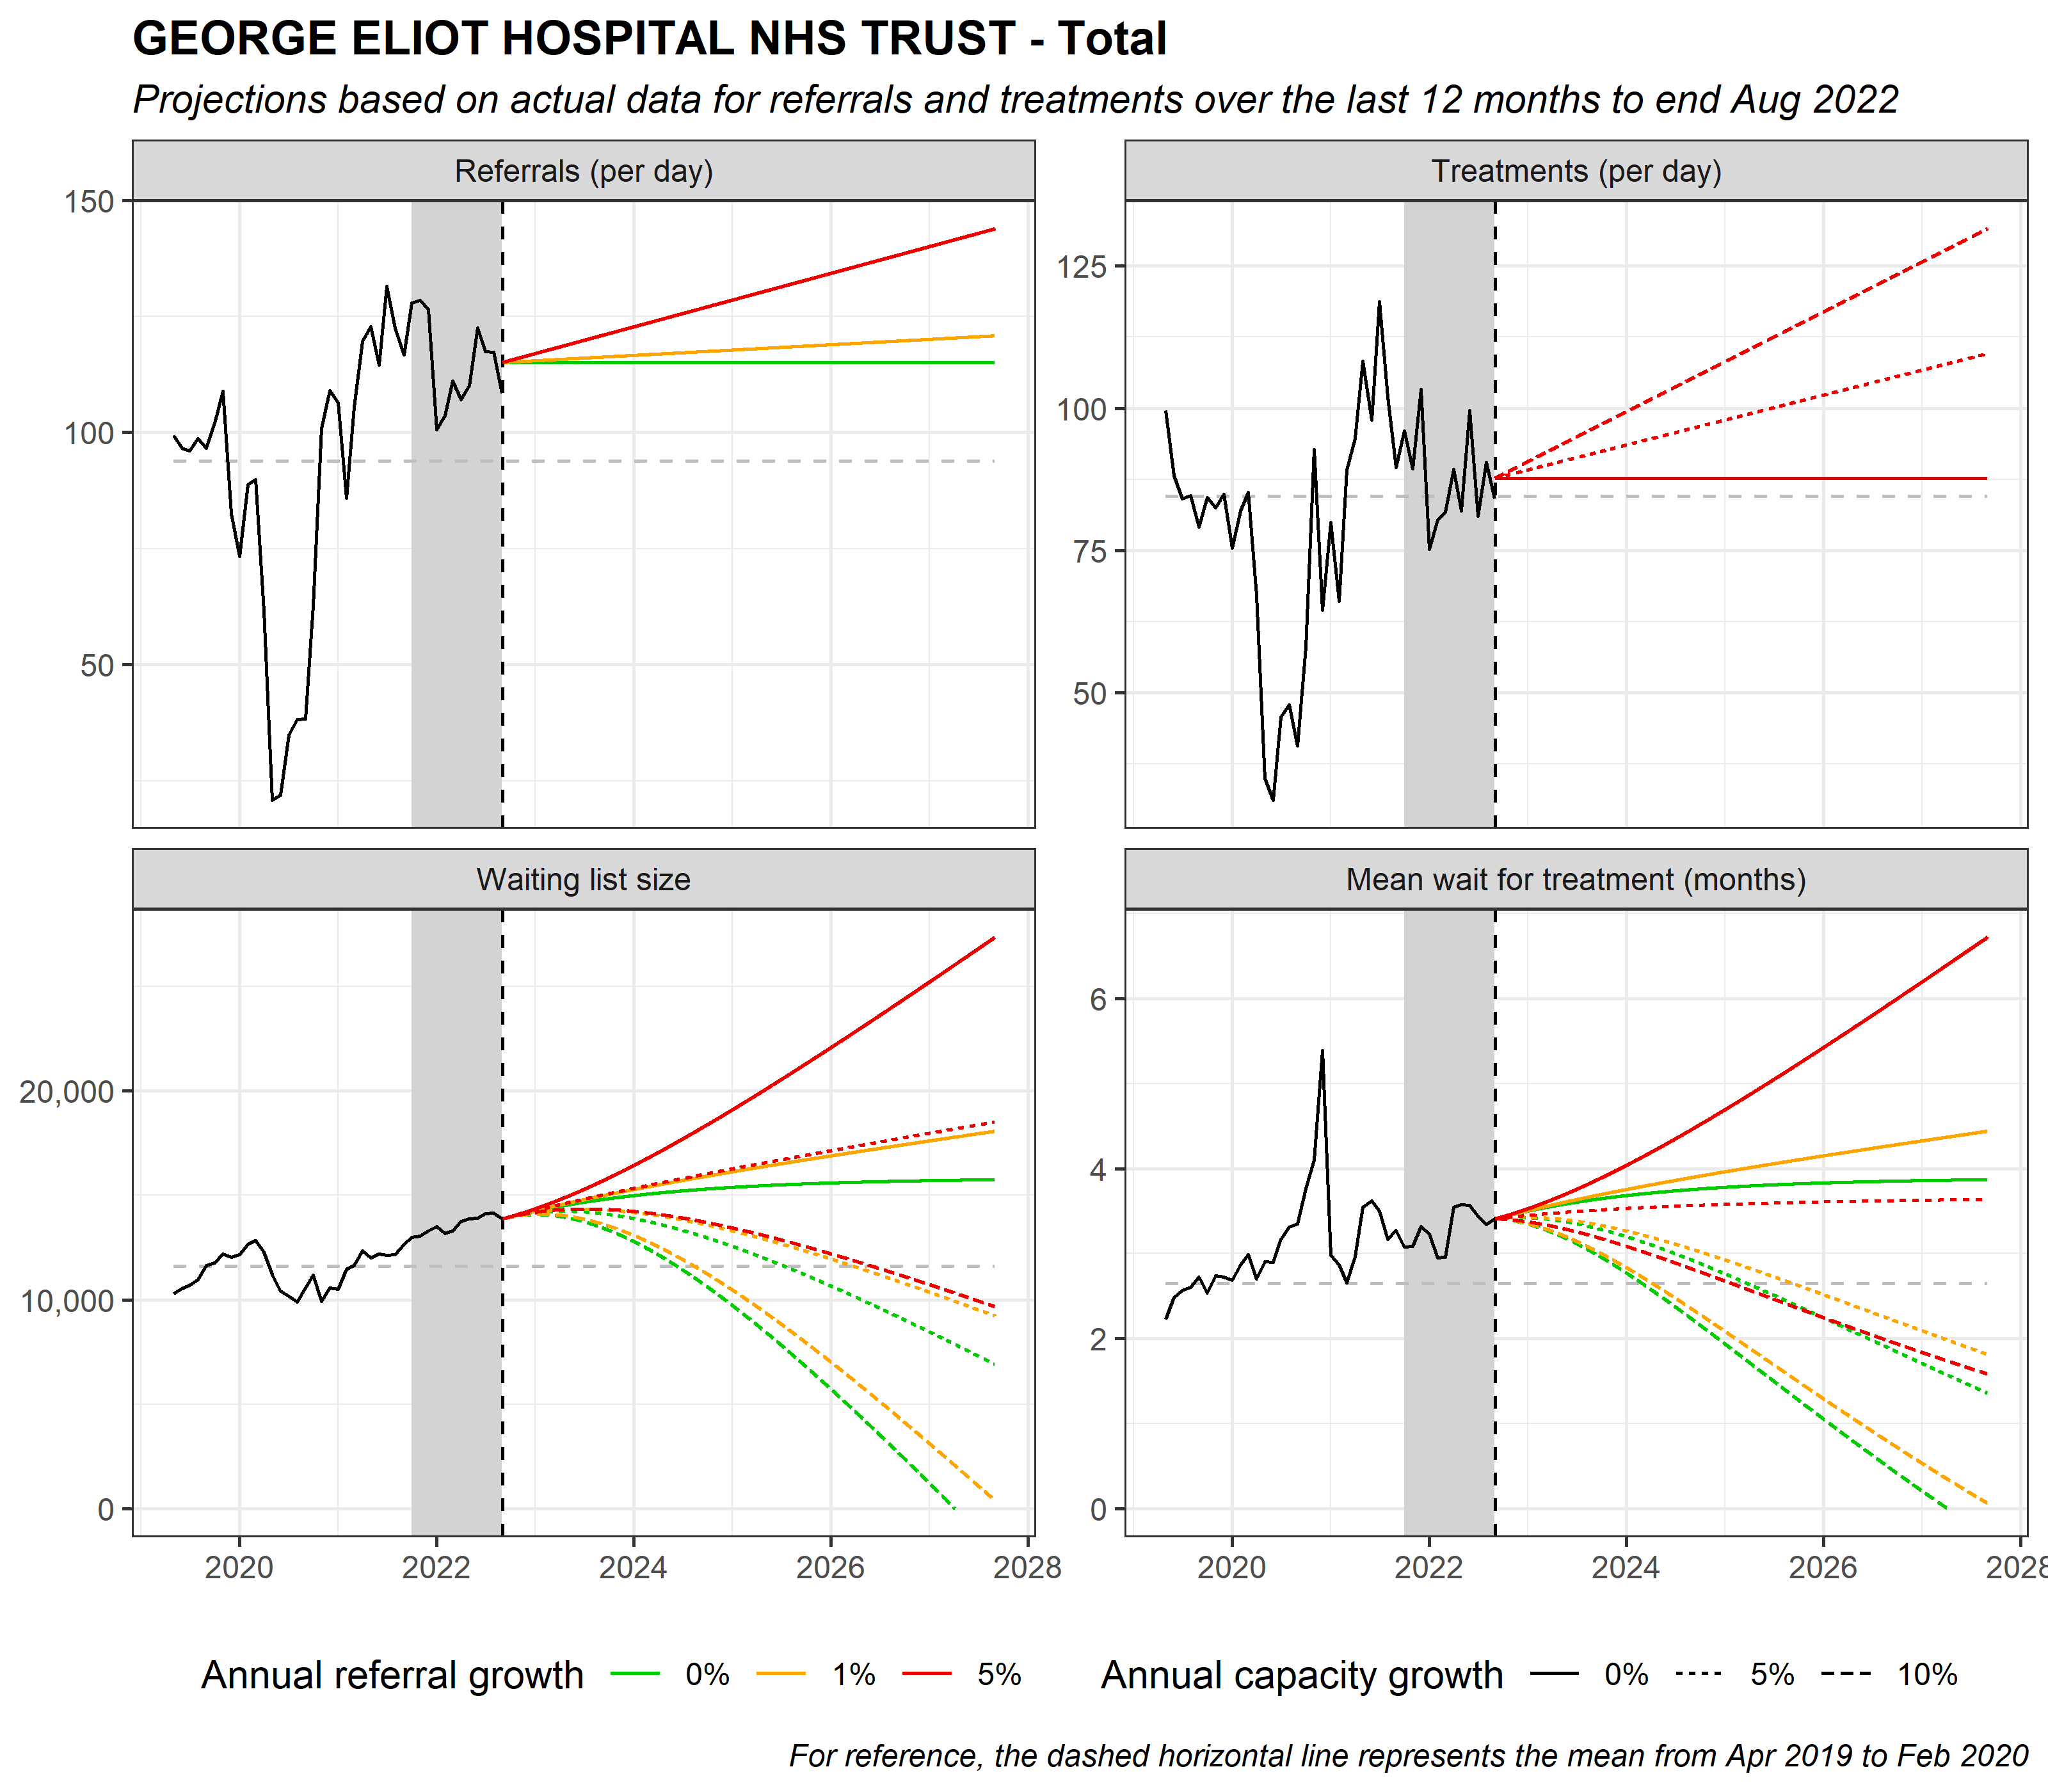 GEORGE ELIOT HOSPITAL NHS TRUST - Total
Projections based on actual data for referrals and treatments over the last 12 months to end Aug 2022
Referrals (per day)
150
100
50
Treatments (per day)
125
100
75
50
Waiting list size
20,000
10,000
0
2020 2022 2024 2026 2028
Mean wait for treatment (months)
6
4
2
0
2020 2022 2024 2026 2028
Annual referral growth 0% 1% 5%
Annual capacity growth 0% 5% 10%
For reference, the dashed horizontal line represents the mean from Apr 2019 to Feb 2020